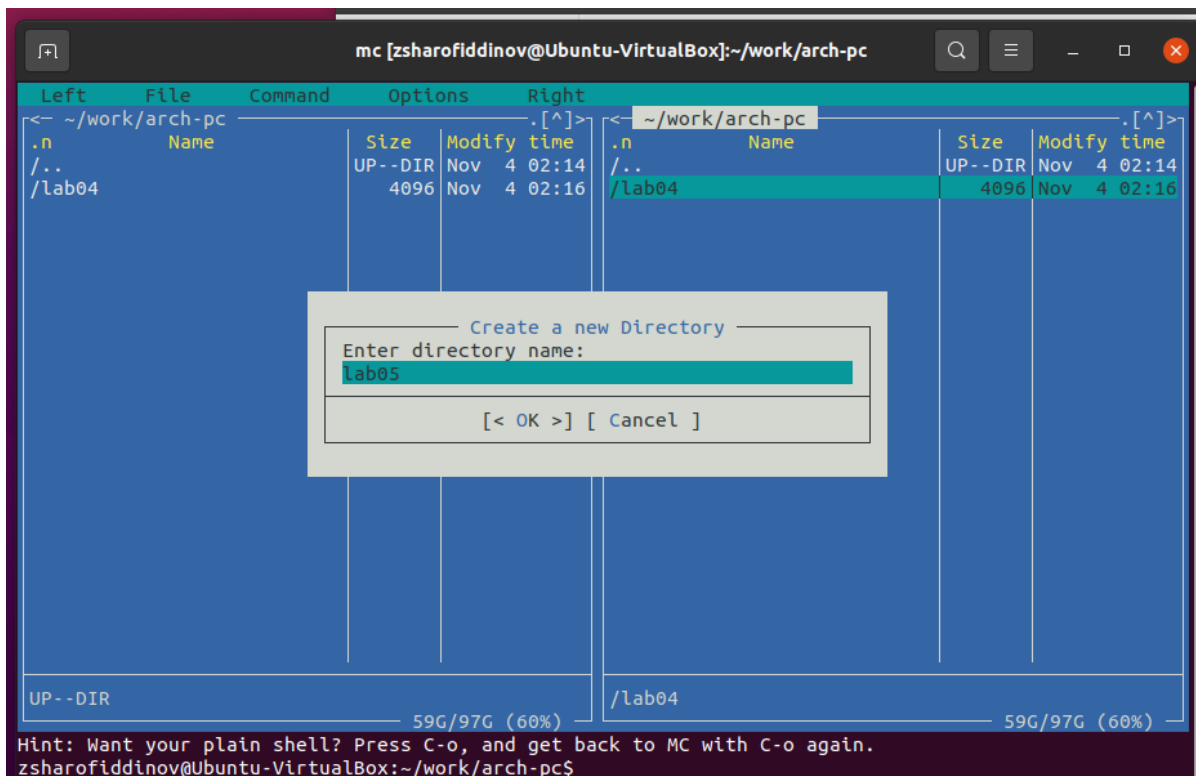 mc [zsharofiddinov@Ubuntu-VirtualBox]:~/work/arch-pc
Left File Command Options Right
<─ ~/work/arch-pc ─.[^]>
.n Name Size Modify time
/.. UP--DIR Nov 4 02:14
/lab04 4096 Nov 4 02:16
UP--DIR
59G/97G (60%)
<─ ~/work/arch-pc ─.[^]>
.n Name Size Modify time
/.. UP--DIR Nov 4 02:14
/lab04 4096 Nov 4 02:16
/lab04
59G/97G (60%)
Create a new Directory
Enter directory name:
lab05
[< OK >] [ Cancel ]
Hint: Want your plain shell? Press C-o, and get back to MC with C-o again.
zsharofiddinov@Ubuntu-VirtualBox:~/work/arch-pc$